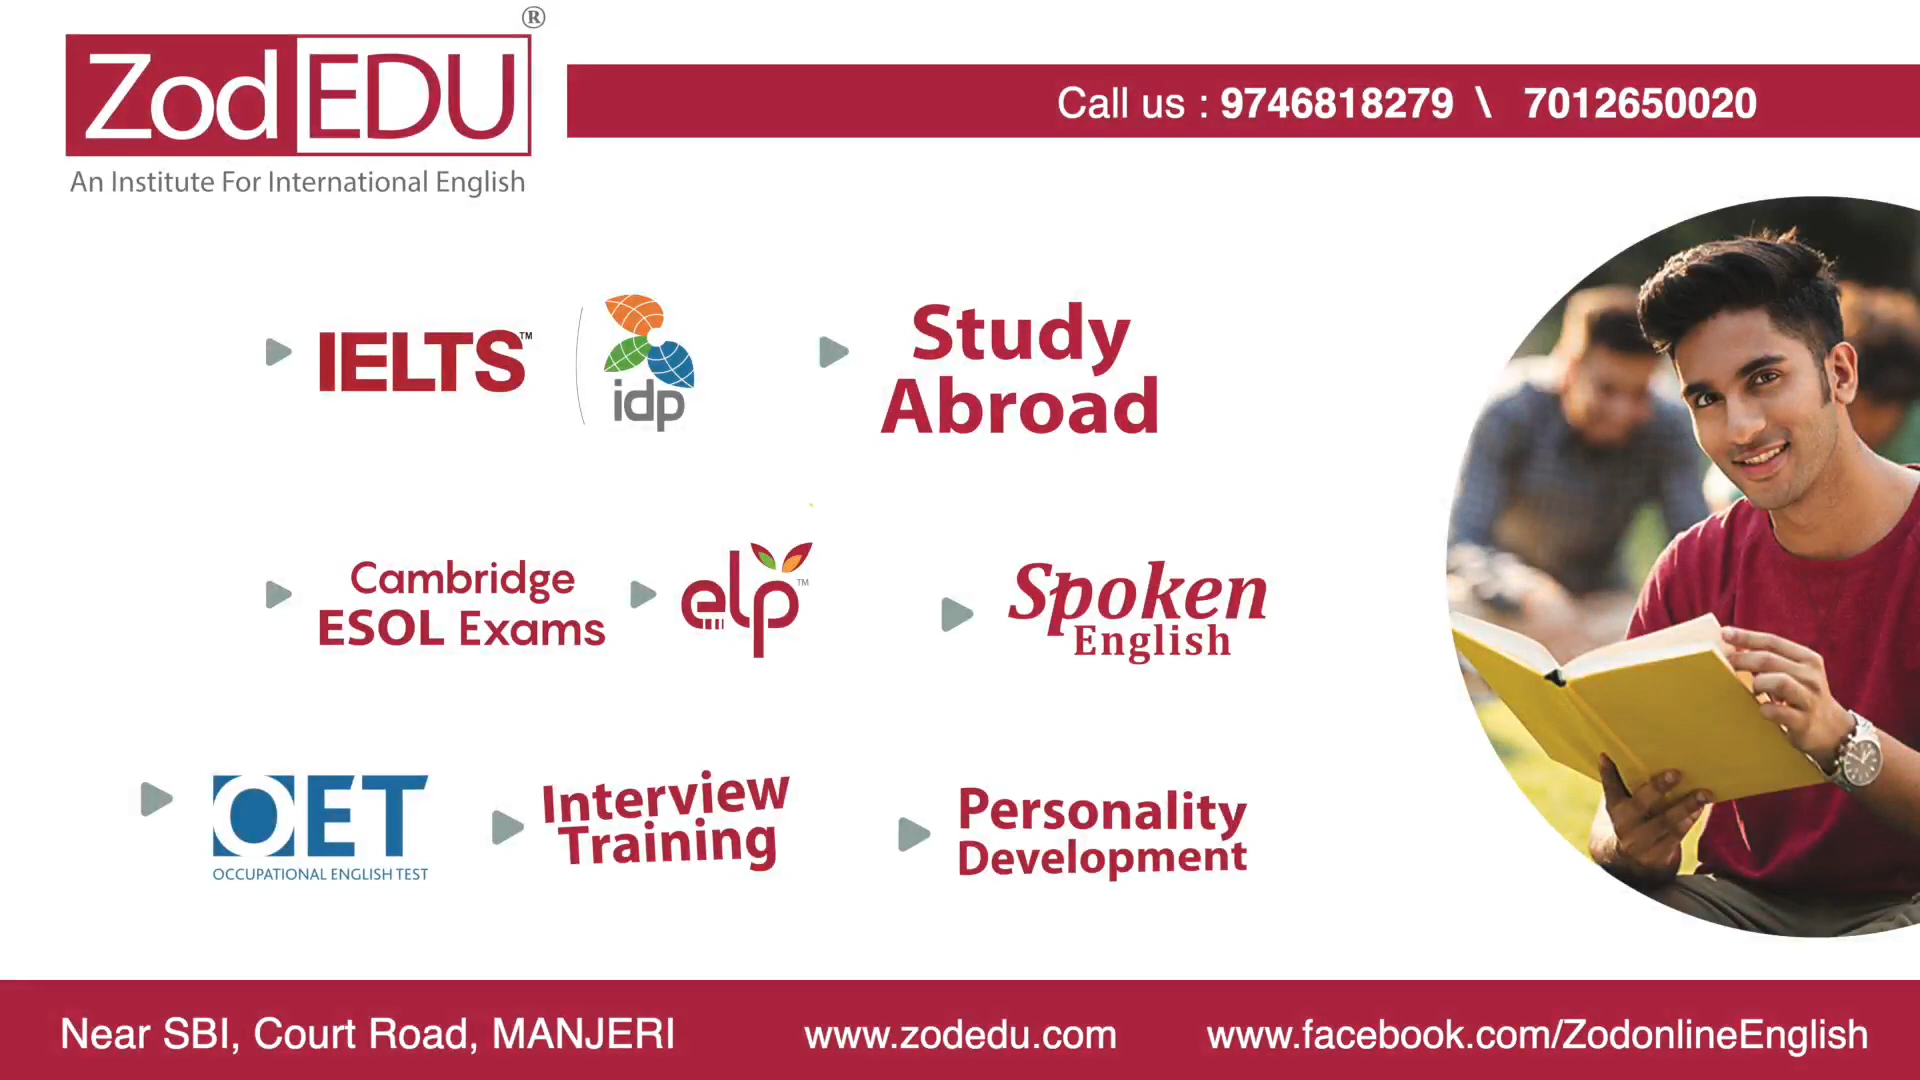 ZodEDU®
An Institute For International English
Call us : 9746818279 \ 7012650020
IELTS™
idp
Study
Abroad
Cambridge
ESOL Exams
elp™
Spoken
English
OET
OCCUPATIONAL ENGLISH TEST
Interview
Training
Personality
Development
Near SBI, Court Road, MANJERI
www.zodedu.com
www.facebook.com/ZodonlineEnglish